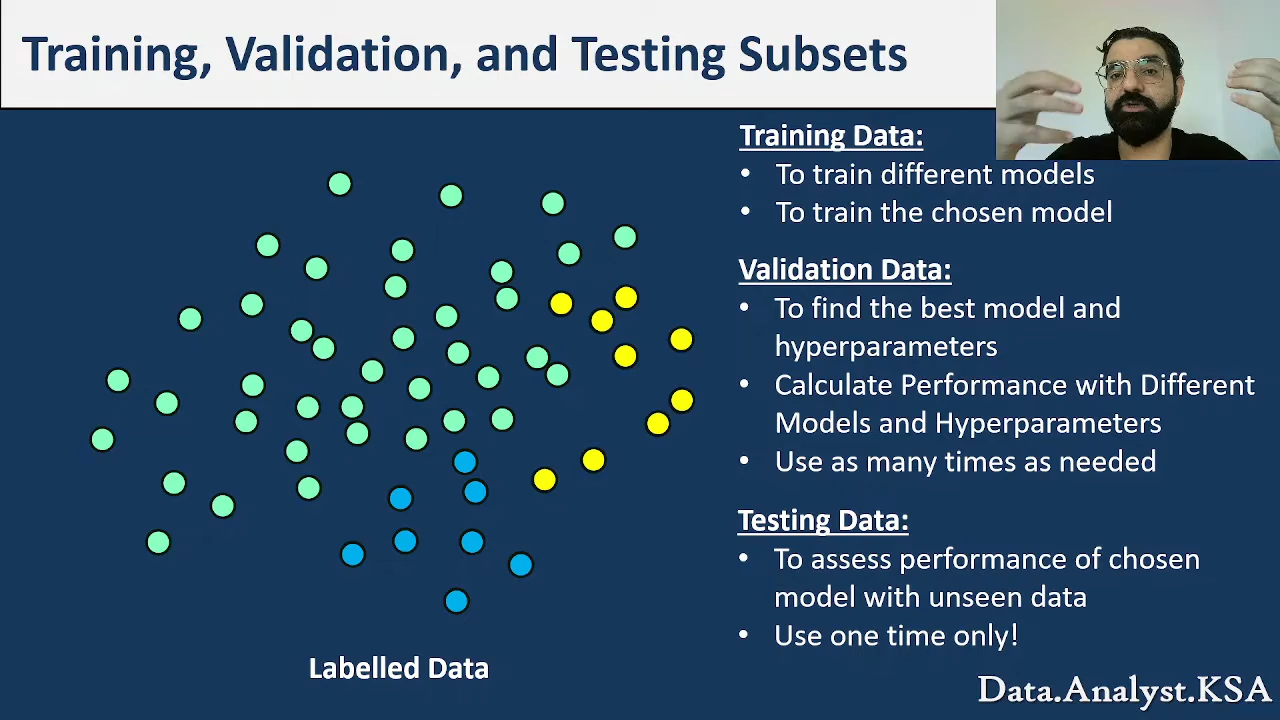 Training, Validation, and Testing Subsets
Training Data:
• To train different models
• To train the chosen model
Validation Data:
• To find the best model and
hyperparameters
• Calculate Performance with Different
Models and Hyperparameters
• Use as many times as needed
Testing Data:
• To assess performance of chosen
model with unseen data
• Use one time only!
Labelled Data
Data.Analyst.KSA